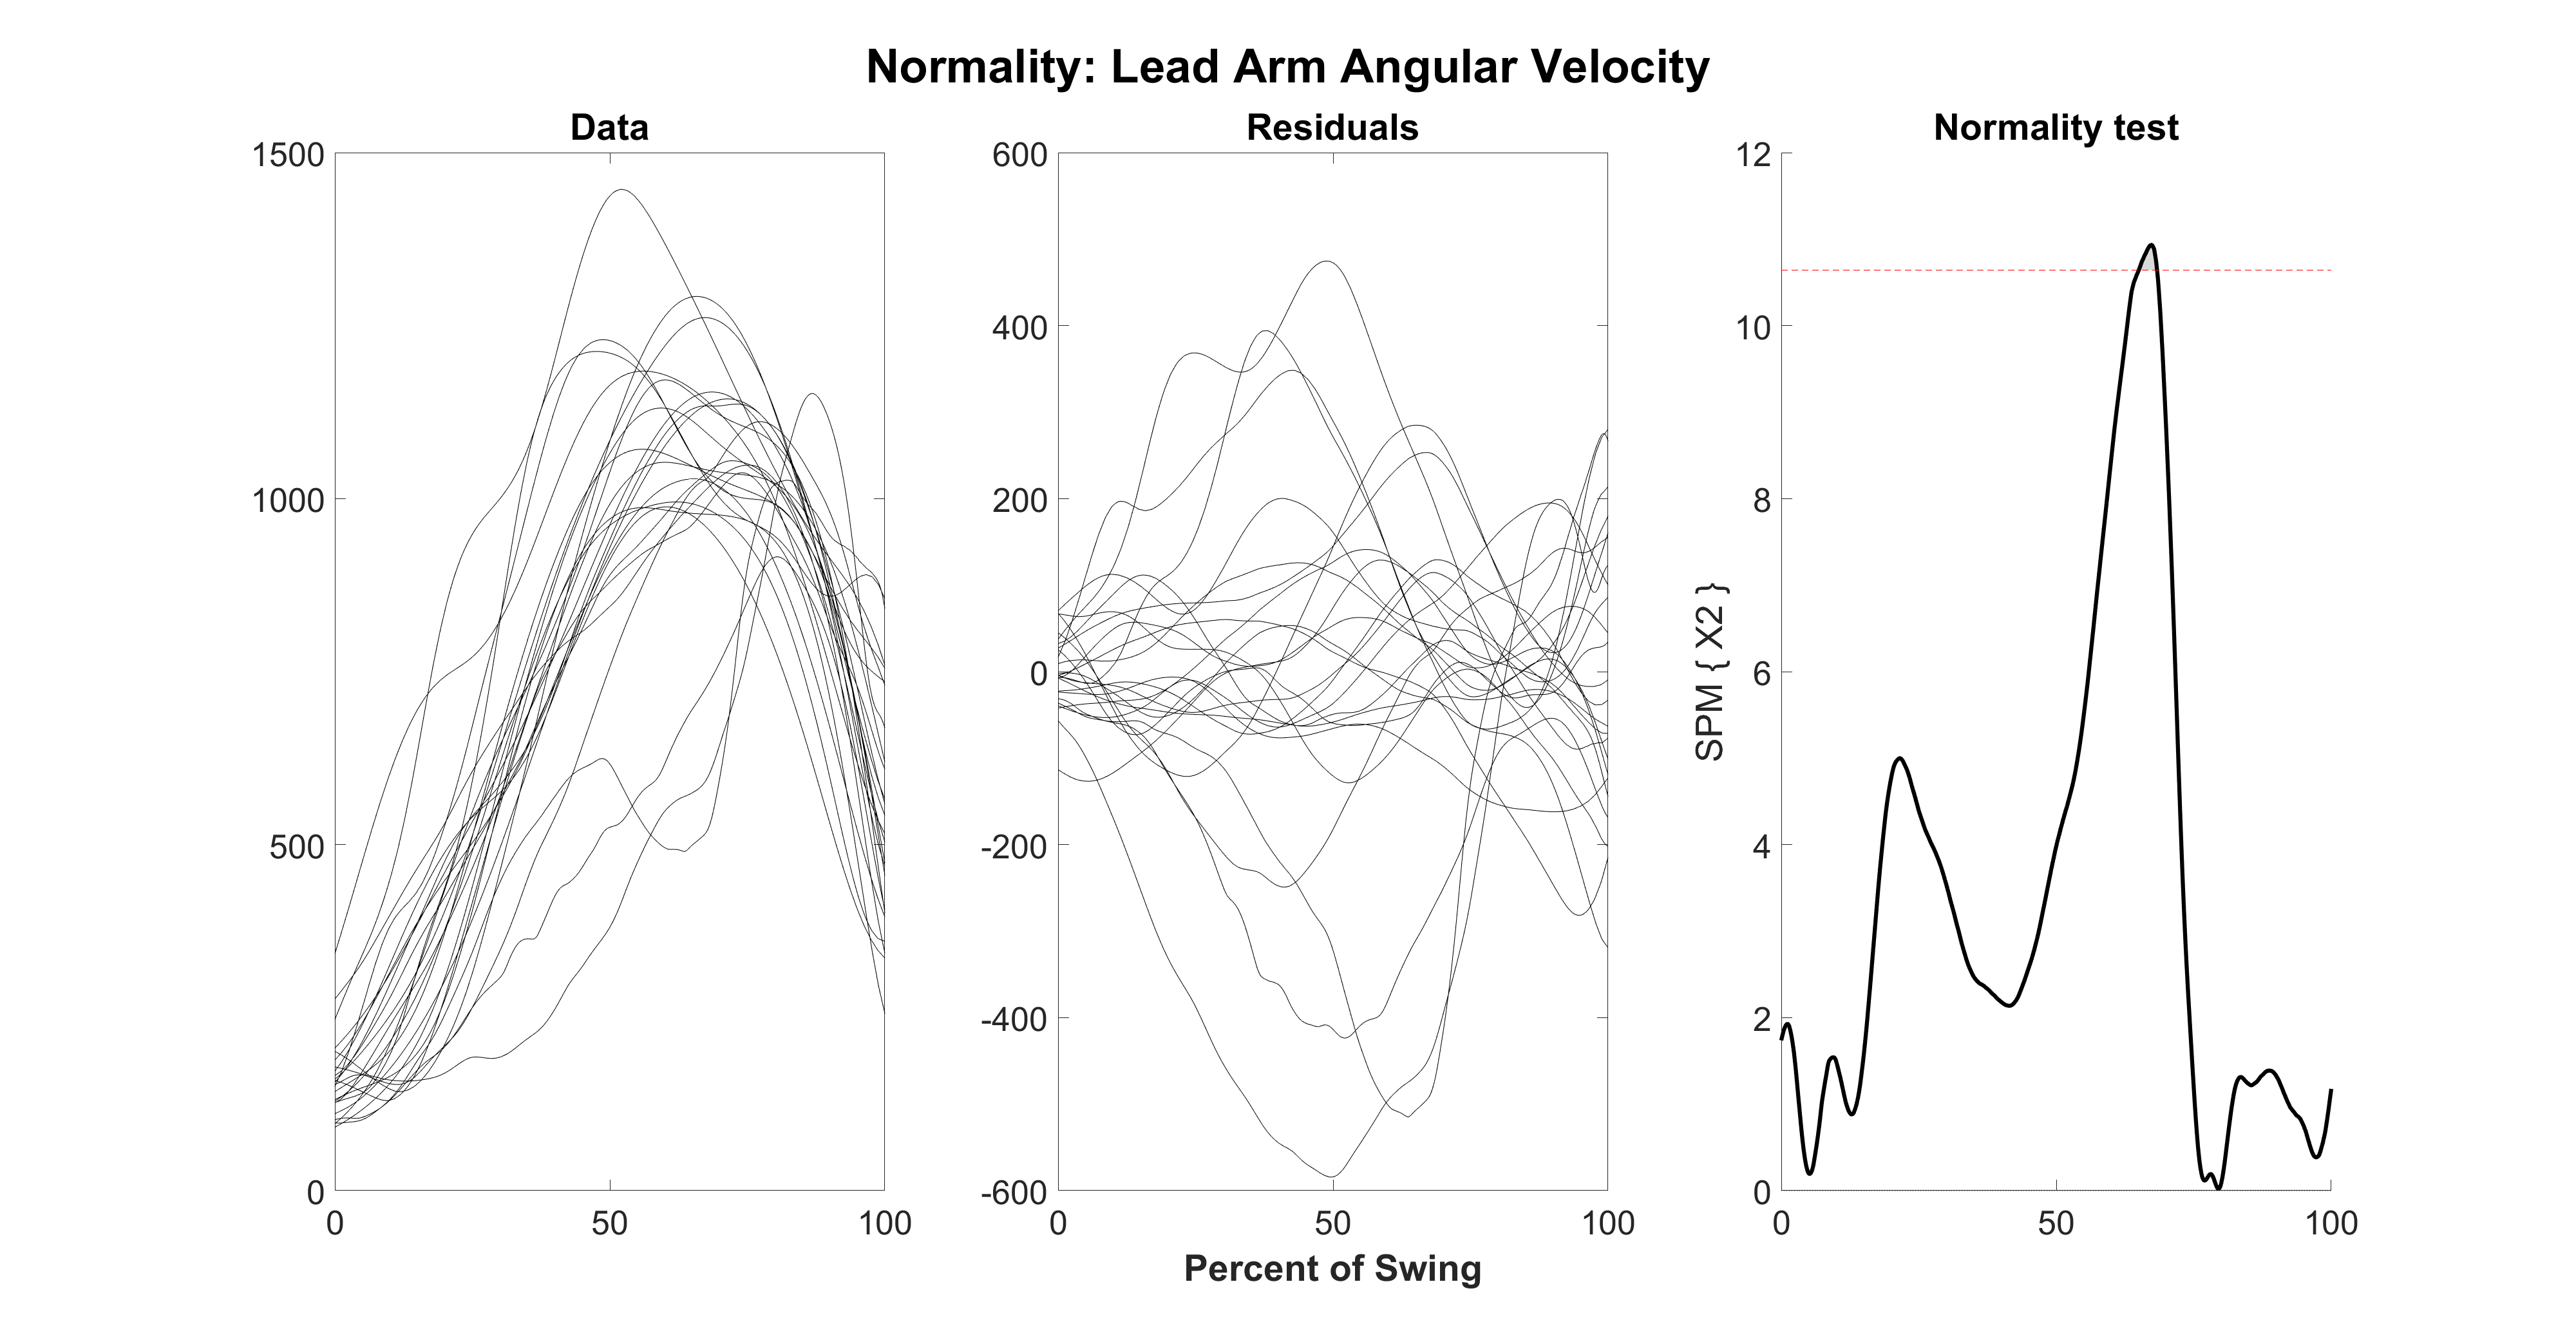 Normality: Lead Arm Angular Velocity
Data
1500
1000
500
0
0 50 100
Residuals
600
400
200
0
-200
-400
-600
0 50 100
Percent of Swing
Normality test
SPM { X2 }
12
10
8
6
4
2
0
0 50 100